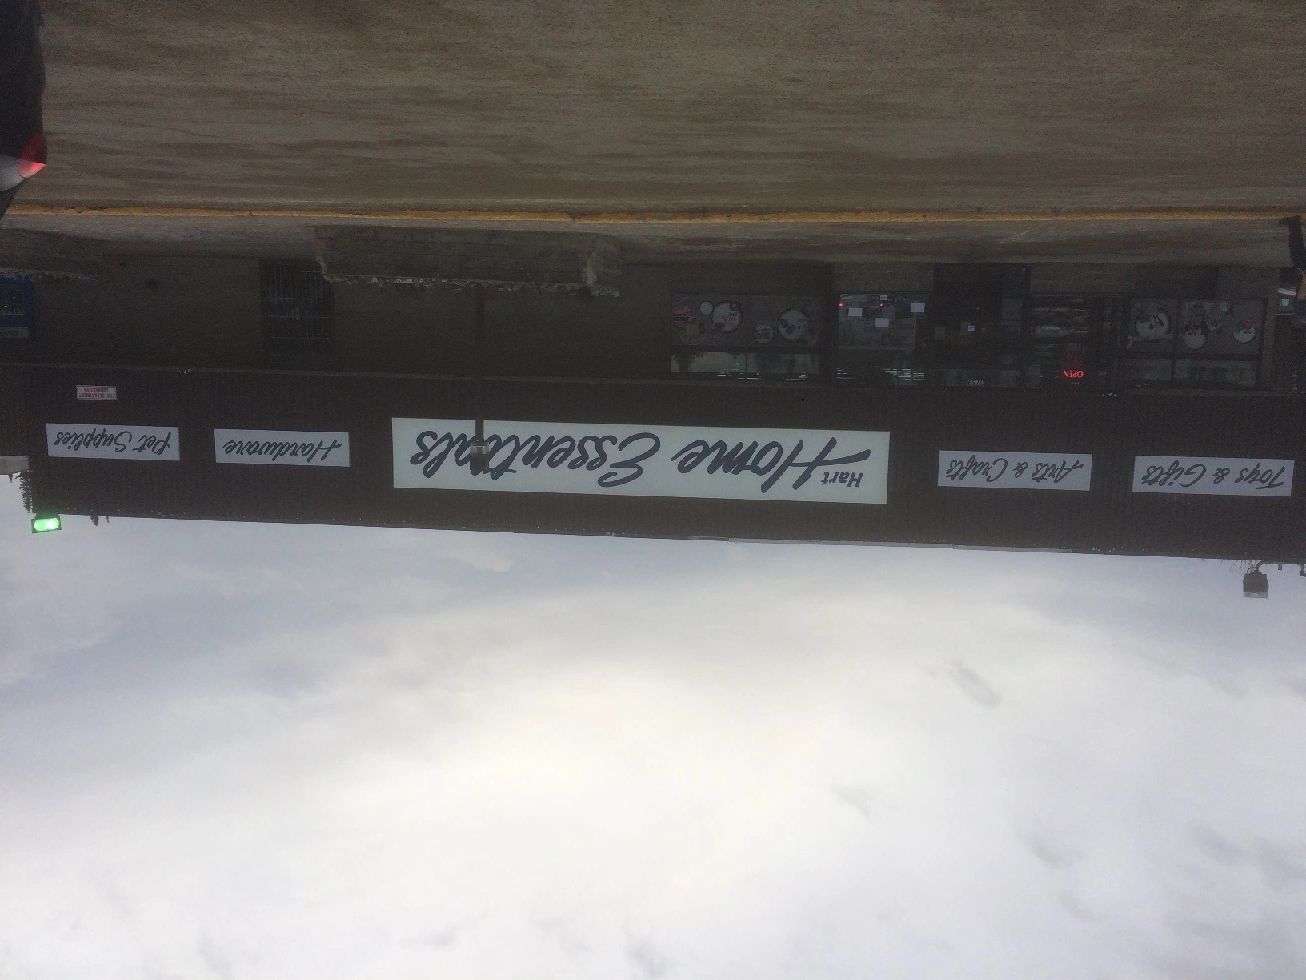 Toys & Gifts
Arts & Crafts
Hart
Home Essentials
Hardware
Pet Supplies
OPEN